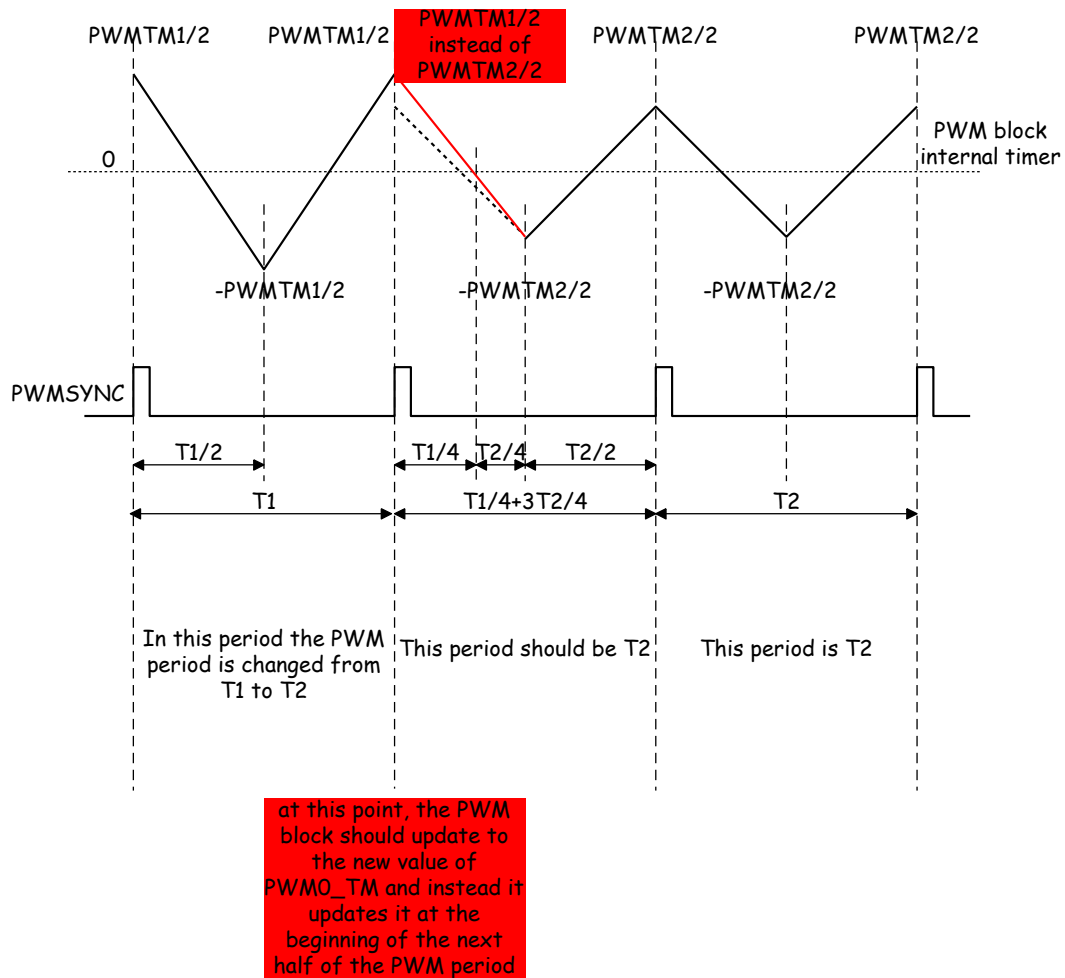 PWMTM1/2
PWMTM1/2
PWMTM1/2
instead of
PWMTM2/2
PWMTM2/2
PWMTM2/2
0
PWM block
internal timer
-PWMTM1/2
-PWMTM2/2
-PWMTM2/2
PWMSYNC
T1/2
T1/4
T2/4
T2/2
T1
T1/4+3T2/4
T2
In this period the PWM
period is changed from
T1 to T2
This period should be T2
This period is T2
at this point, the PWM
block should update to
the new value of
PWM0_TM and instead it
updates it at the
beginning of the next
half of the PWM period